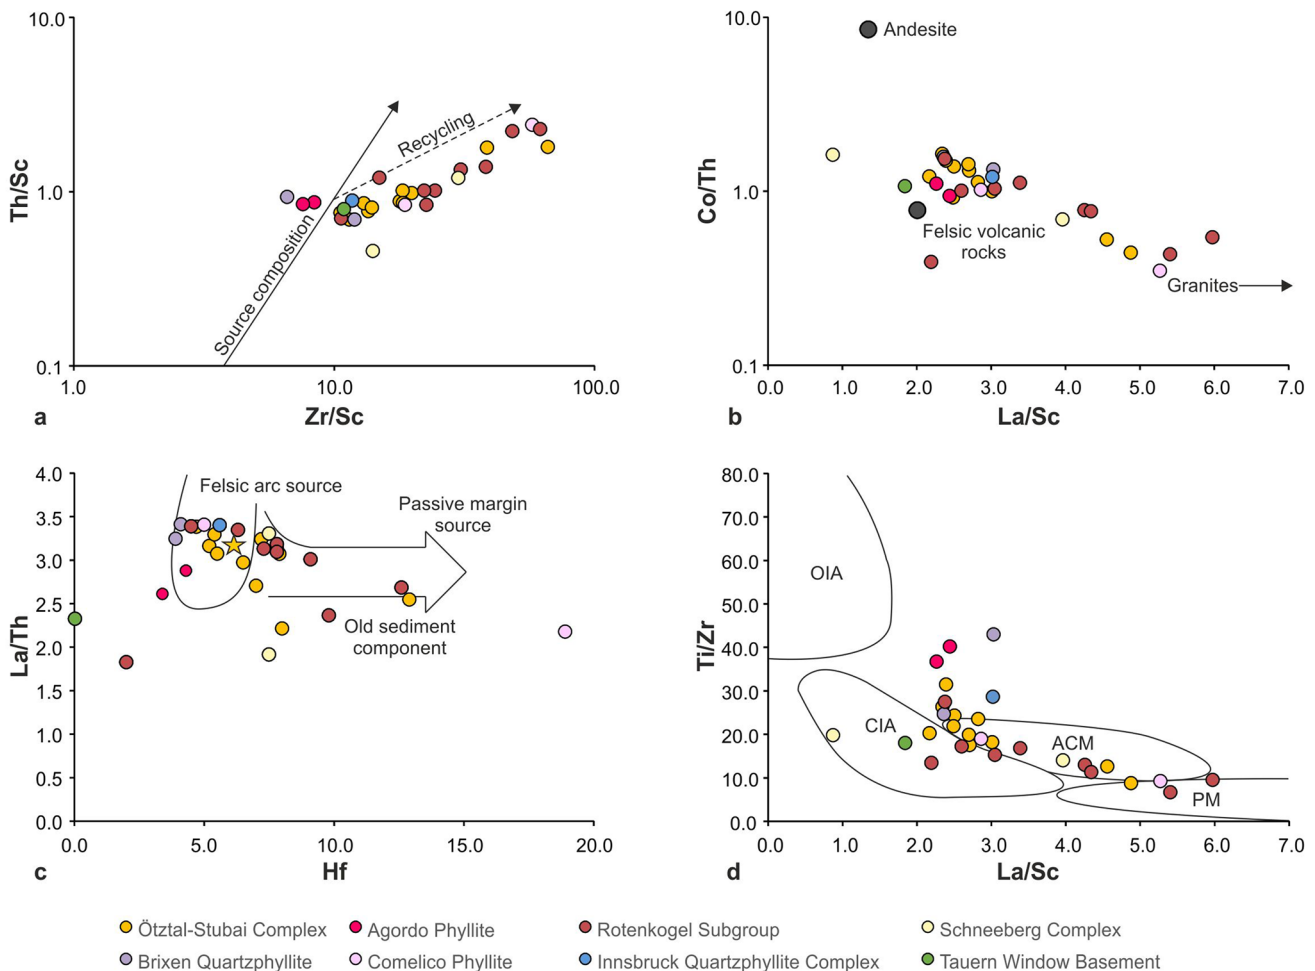 10.0
1.0
0.1
1.0
10.0
100.0
Th/Sc
Zr/Sc
Source composition
Recycling
a
10.0
1.0
0.1
0.0
1.0
2.0
3.0
4.0
5.0
6.0
7.0
Co/Th
La/Sc
Andesite
Felsic volcanic
rocks
Granites
b
4.0
3.5
3.0
2.5
2.0
1.5
1.0
0.5
0.0
0.0
5.0
10.0
15.0
20.0
La/Th
Hf
Felsic arc source
Passive margin
source
Old sediment
component
c
80.0
70.0
60.0
50.0
40.0
30.0
20.0
10.0
0.0
0.0
1.0
2.0
3.0
4.0
5.0
6.0
7.0
Ti/Zr
La/Sc
OIA
CIA
ACM
PM
d
Ötztal-Stubai Complex
Agordo Phyllite
Rotenkogel Subgroup
Schneeberg Complex
Brixen Quartzphyllite
Comelico Phyllite
Innsbruck Quartzphyllite Complex
Tauern Window Basement